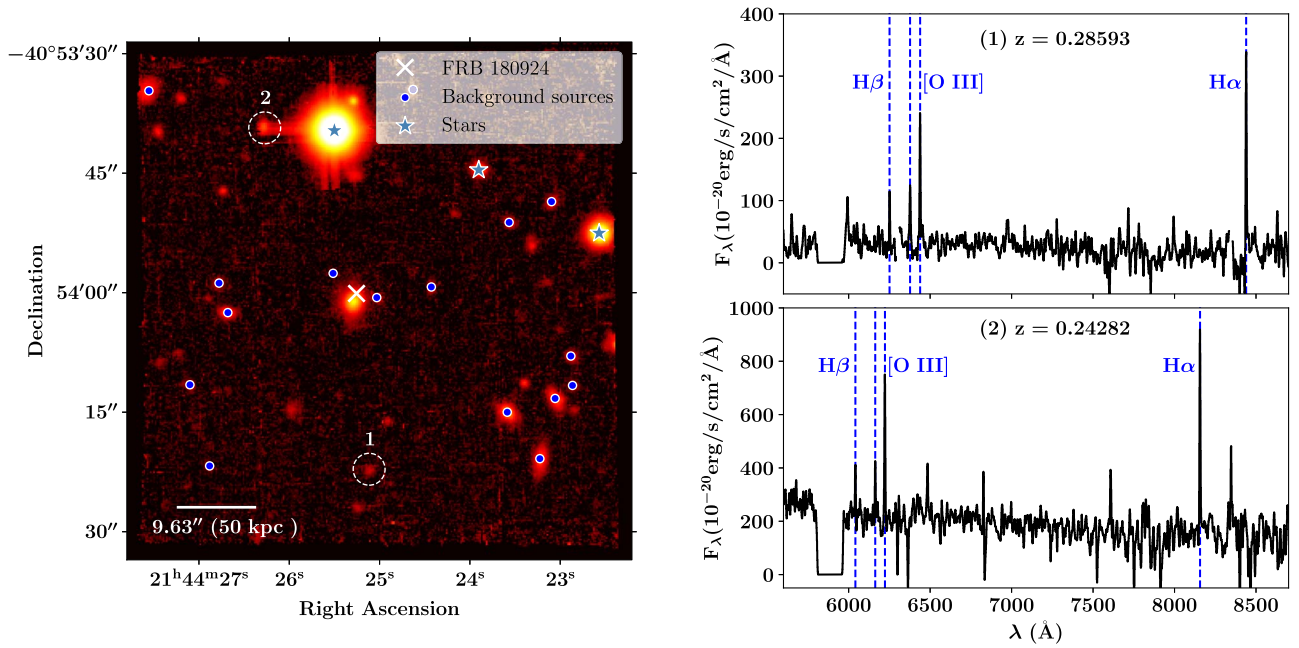 −40°53′30″
45″
54′00″
15″
30″
Declination
FRB 180924
Background sources
Stars
2
1
9.63″ (50 kpc )
21ʰ44ᵐ27ˢ
26ˢ
25ˢ
24ˢ
23ˢ
Right Ascension
400
300
200
100
0
F_λ(10⁻²⁰erg/s/cm²/Å)
(1) z = 0.28593
Hβ
[O III]
Hα
1000
800
600
400
200
0
F_λ(10⁻²⁰erg/s/cm²/Å)
(2) z = 0.24282
Hβ
[O III]
Hα
6000
6500
7000
7500
8000
8500
λ (Å)